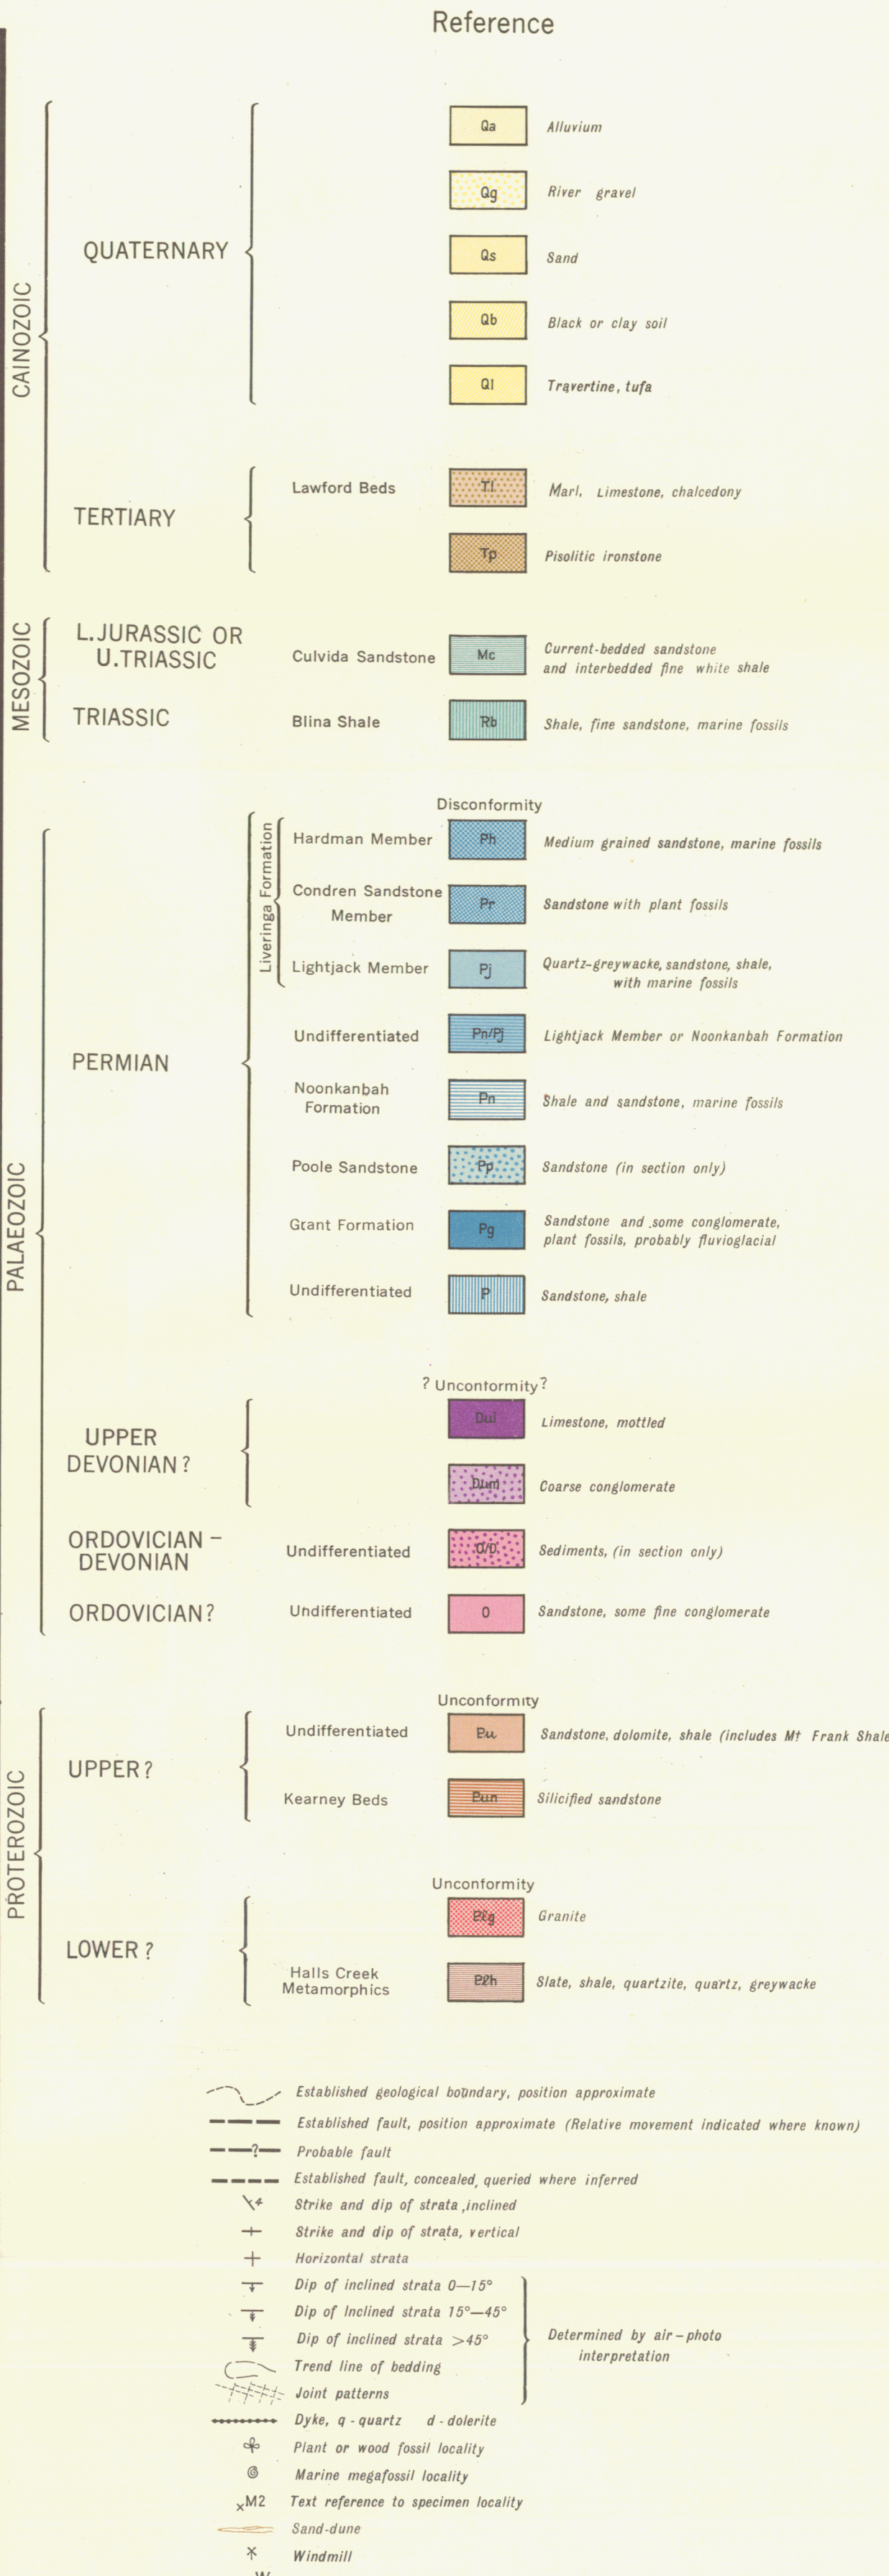 Reference
CAINOZOIC
QUATERNARY
Qa Alluvium
Qg River gravel
Qs Sand
Qb Black or clay soil
Ql Travertine, tufa
TERTIARY
Lawford Beds Tl Marl, Limestone, chalcedony
Tp Pisolitic ironstone
MESOZOIC
L.JURASSIC OR
U.TRIASSIC
Culvida Sandstone Mc Current-bedded sandstone
and interbedded fine white shale
TRIASSIC
Blina Shale Rb Shale, fine sandstone, marine fossils
PALAEOZOIC
PERMIAN
Disconformity
Liveringa Formation
Hardman Member Ph Medium grained sandstone, marine fossils
Condren Sandstone
Member Pr Sandstone with plant fossils
Lightjack Member Pj Quartz-greywacke, sandstone, shale,
with marine fossils
Undifferentiated Pn/Pj Lightjack Member or Noonkanbah Formation
Noonkanbah
Formation Pn Shale and sandstone, marine fossils
Poole Sandstone Pp Sandstone (in section only)
Grant Formation Pg Sandstone and some conglomerate,
plant fossils, probably fluvioglacial
Undifferentiated P Sandstone, shale
? Unconformity ?
UPPER
DEVONIAN ?
Dul Limestone, mottled
Dum Coarse conglomerate
ORDOVICIAN –
DEVONIAN
Undifferentiated O/D Sediments, (in section only)
ORDOVICIAN?
Undifferentiated O Sandstone, some fine conglomerate
PROTEROZOIC
Unconformity
UPPER ?
Undifferentiated Pu Sandstone, dolomite, shale (includes Mt Frank Shale
Kearney Beds Pun Silicified sandstone
Unconformity
LOWER ?
Plg Granite
Halls Creek
Metamorphics Plh Slate, shale, quartzite, quartz, greywacke
Established geological boundary, position approximate
Established fault, position approximate (Relative movement indicated where known)
? Probable fault
Established fault, concealed, queried where inferred
4 Strike and dip of strata, inclined
Strike and dip of strata, vertical
Horizontal strata
Dip of inclined strata 0—15°
Dip of Inclined strata 15°—45°
Dip of inclined strata >45°
Trend line of bedding
Joint patterns
Determined by air-photo
interpretation
Dyke, q - quartz d - dolerite
Plant or wood fossil locality
Marine megafossil locality
xM2 Text reference to specimen locality
Sand-dune
Windmill
W